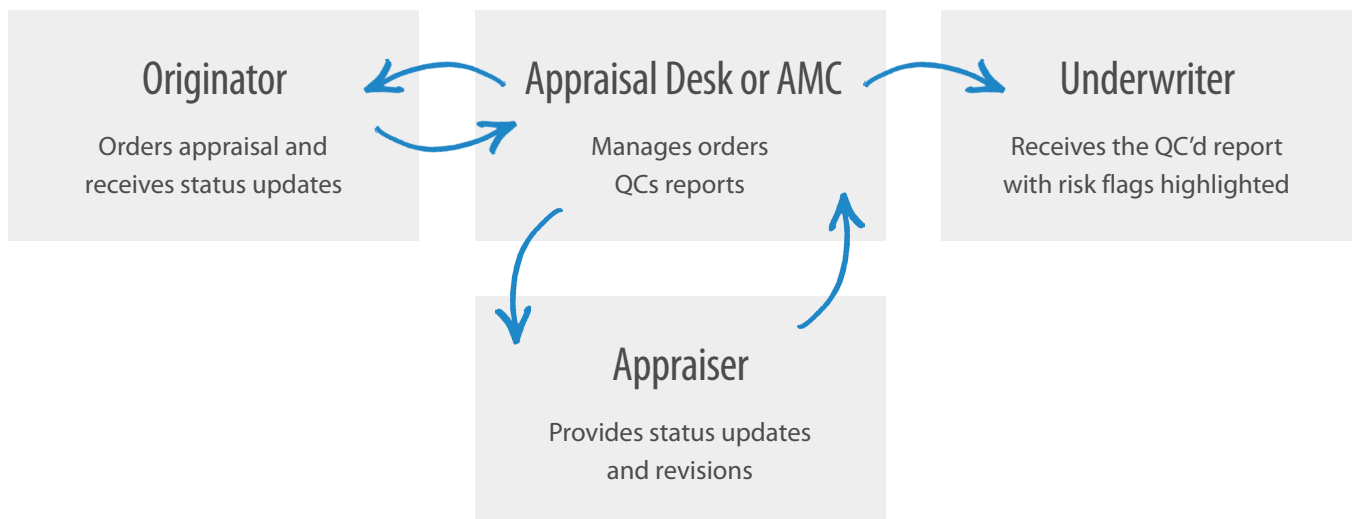 Originator
Orders appraisal and
receives status updates
Appraisal Desk or AMC
Manages orders
QCs reports
Underwriter
Receives the QC’d report
with risk flags highlighted
Appraiser
Provides status updates
and revisions